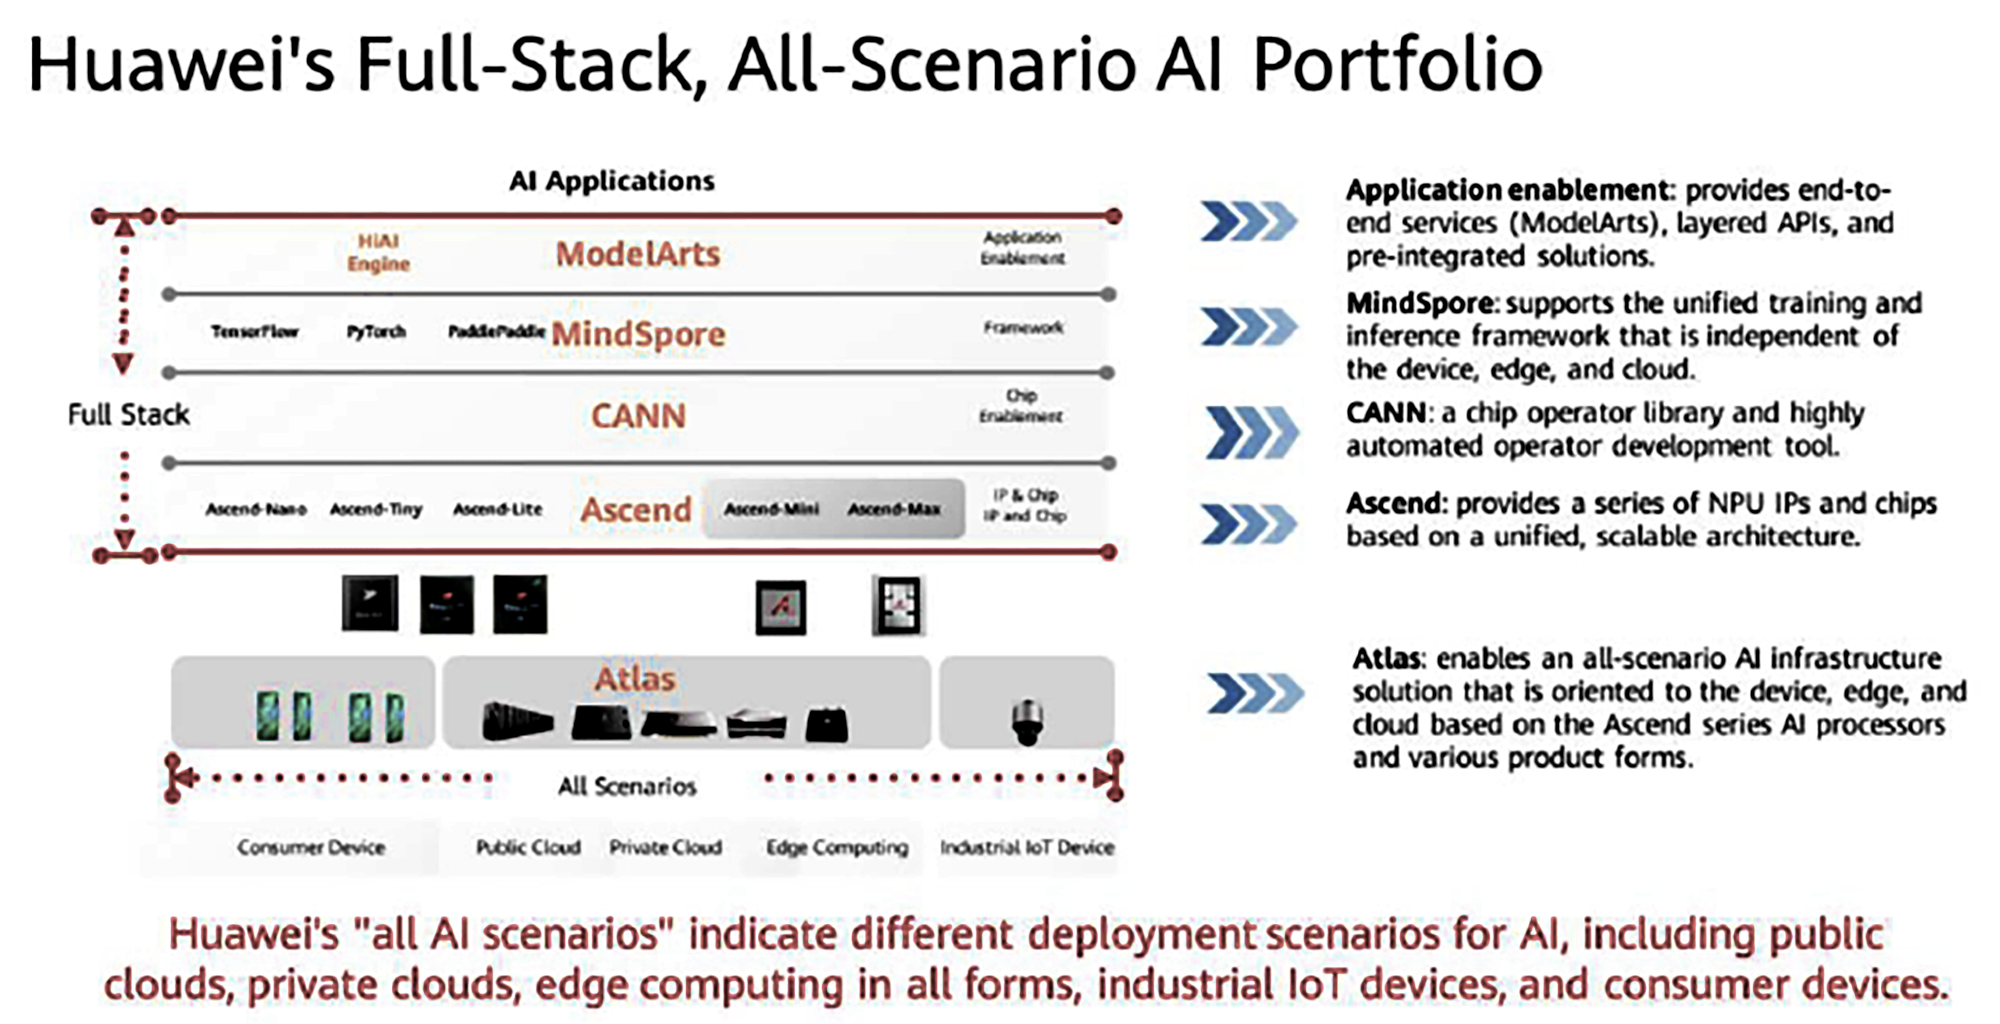 Huawei's Full-Stack, All-Scenario AI Portfolio
AI Applications
HiAI
Engine
ModelArts
Application
Enablement
TensorFlow PyTorch PaddlePaddle MindSpore
Framework
Full Stack
CANN
Chip
Enablement
Ascend-Nano Ascend-Tiny Ascend-Lite Ascend Ascend-Mini Ascend-Max
IP & Chip
IP and Chip
Atlas
All Scenarios
Consumer Device Public Cloud Private Cloud Edge Computing Industrial IoT Device
Application enablement: provides end-to-
end services (ModelArts), layered APIs, and
pre-integrated solutions.
MindSpore: supports the unified training and
inference framework that is independent of
the device, edge, and cloud.
CANN: a chip operator library and highly
automated operator development tool.
Ascend: provides a series of NPU IPs and chips
based on a unified, scalable architecture.
Atlas: enables an all-scenario AI infrastructure
solution that is oriented to the device, edge, and
cloud based on the Ascend series AI processors
and various product forms.
Huawei's "all AI scenarios" indicate different deployment scenarios for AI, including public
clouds, private clouds, edge computing in all forms, industrial IoT devices, and consumer devices.